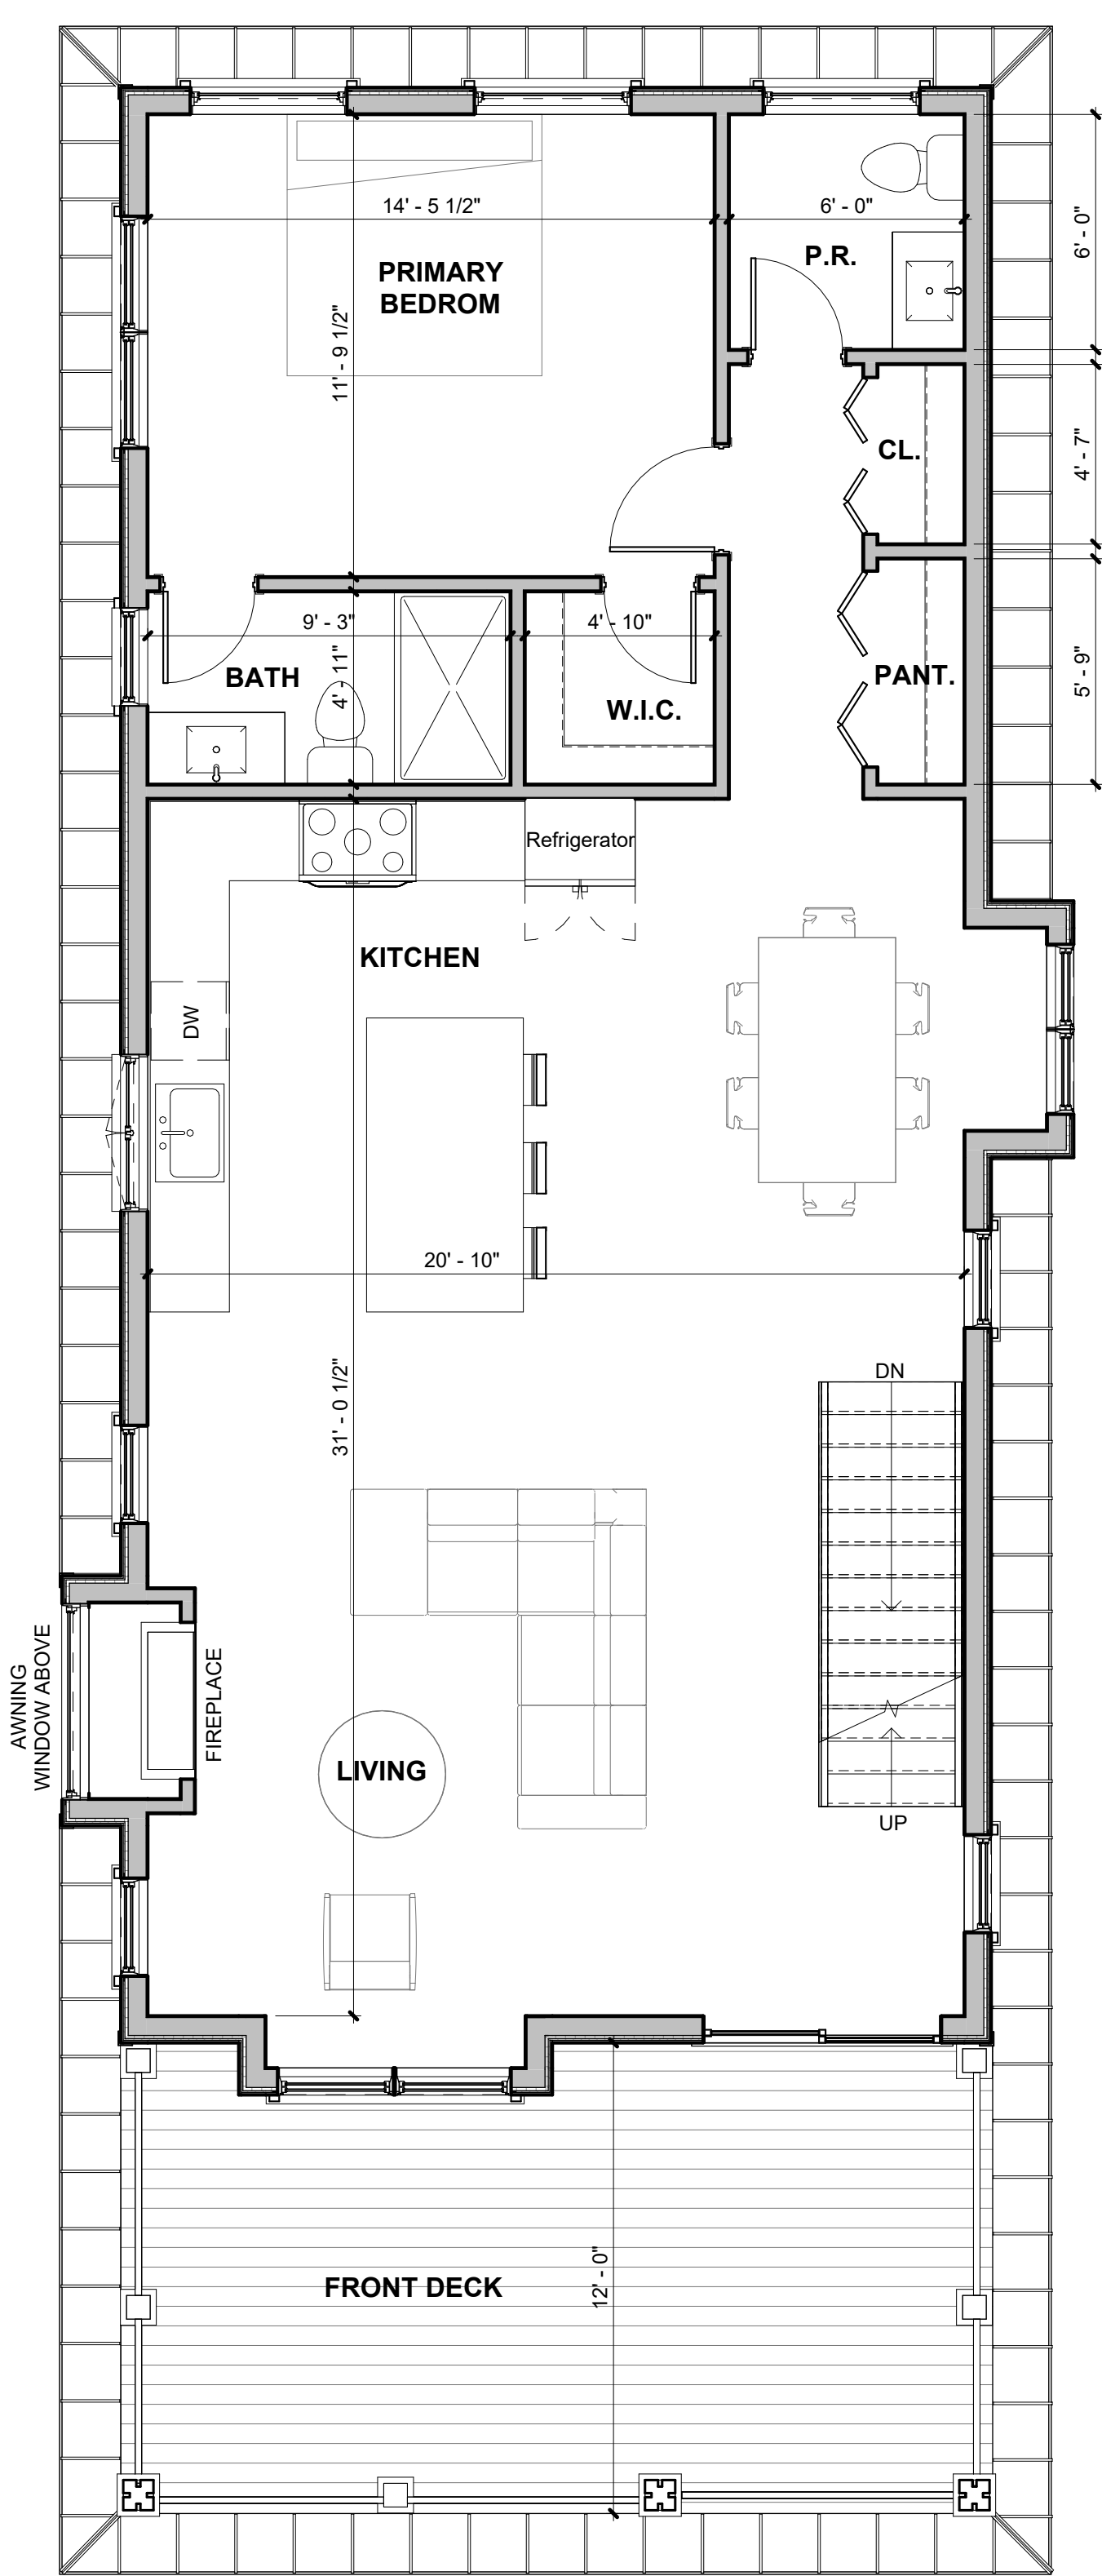 14' - 5 1/2"
6' - 0"
6' - 0"
P.R.
PRIMARY
BEDROM
11' - 9 1/2"
CL.
4' - 7"
9' - 3"
4' - 10"
BATH
4' - 11"
W.I.C.
PANT.
5' - 9"
Refrigerator
KITCHEN
DW
20' - 10"
31' - 0 1/2"
DN
AWNING
WINDOW ABOVE
FIREPLACE
LIVING
UP
FRONT DECK
12' - 0"